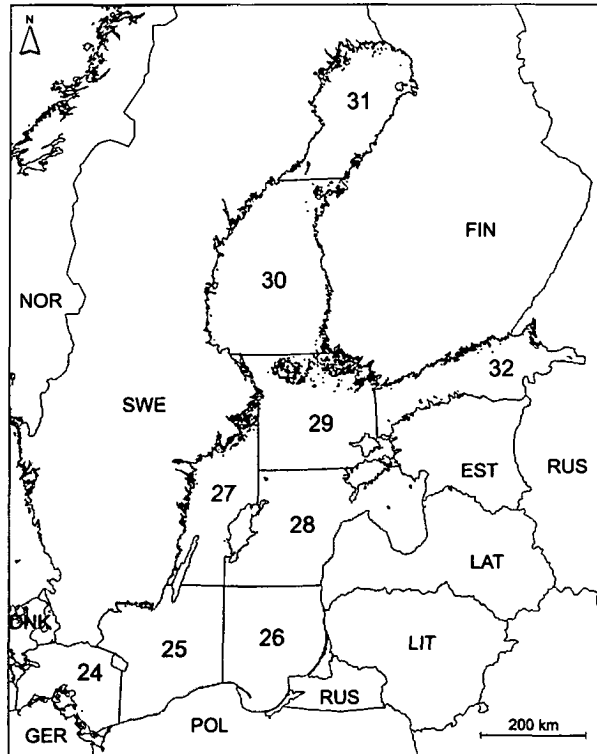 N
31
FIN
30
NOR
32
SWE
29
EST
RUS
27
28
LAT
DNK
25
26
LIT
24
RUS
GER
POL
200 km